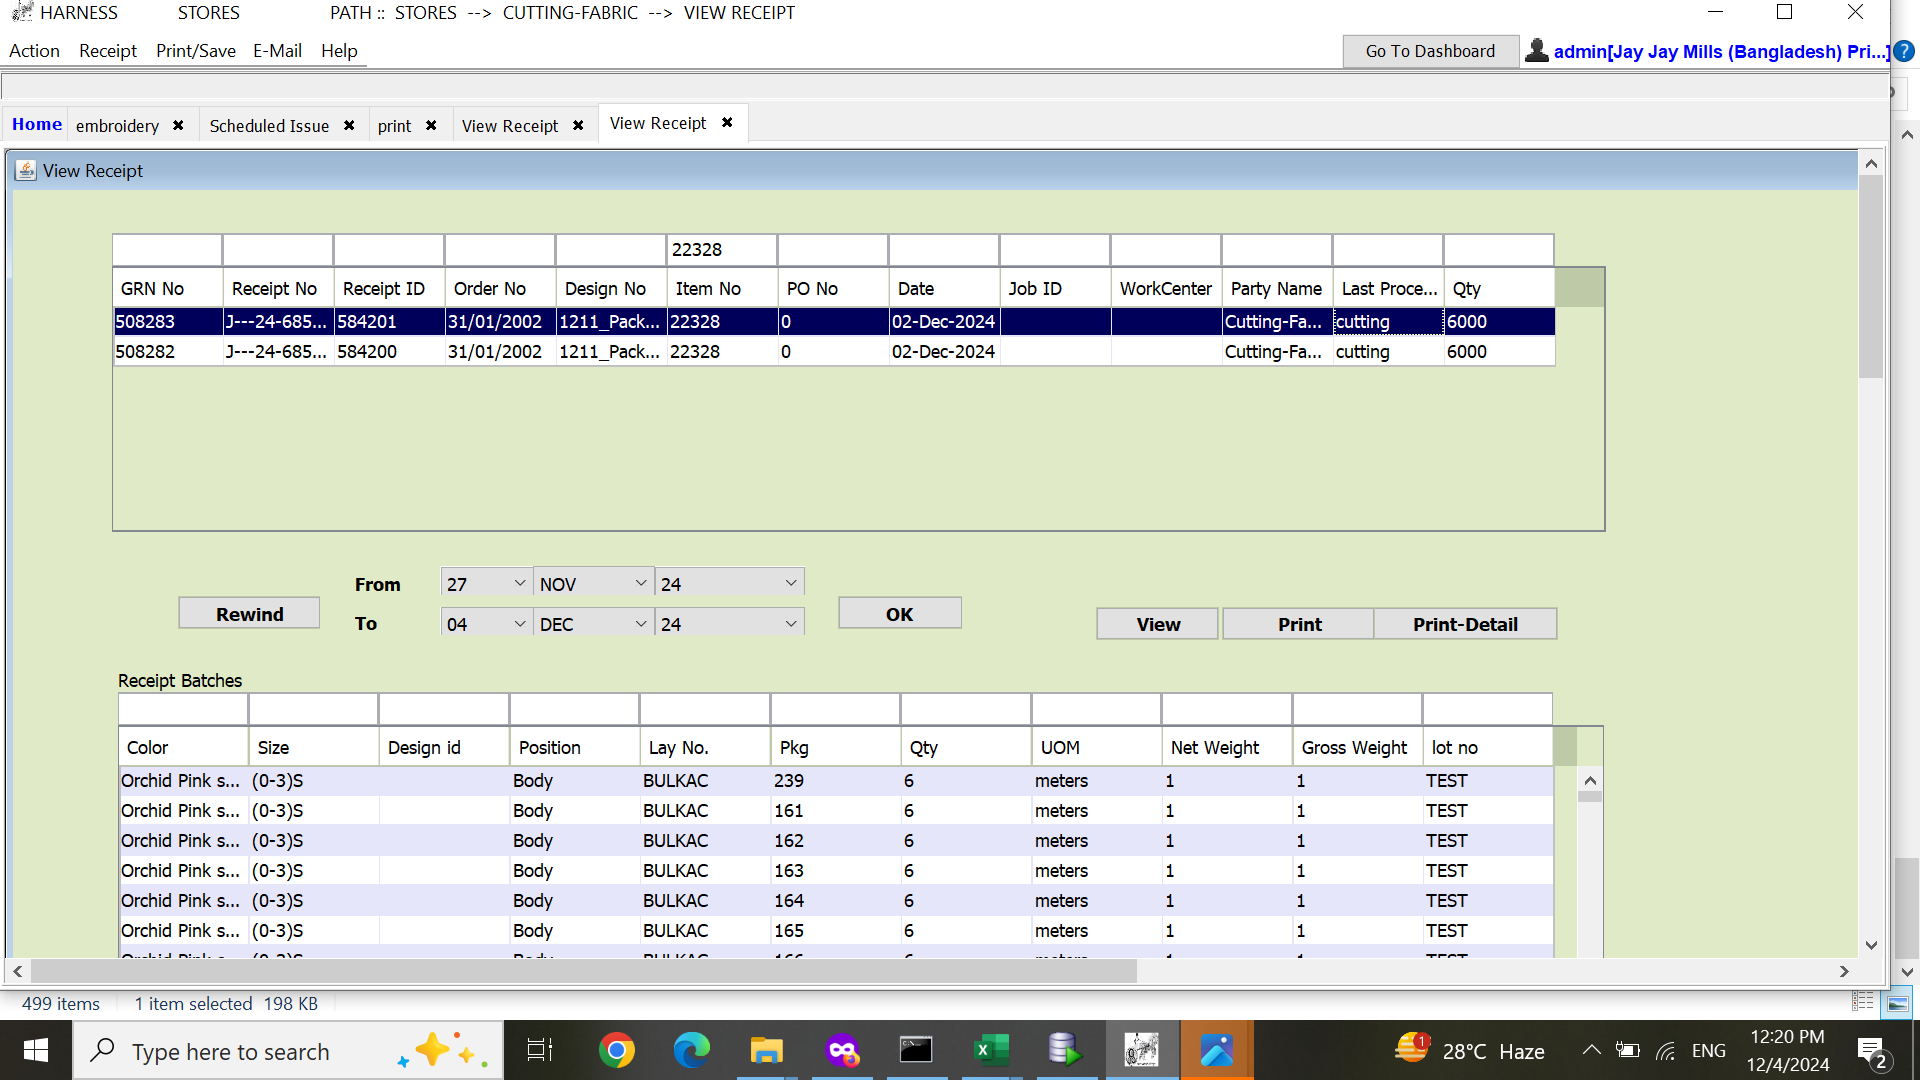 HARNESS STORES PATH :: STORES --> CUTTING-FABRIC --> VIEW RECEIPT
Action Receipt Print/Save E-Mail Help
Go To Dashboard admin[Jay Jay Mills (Bangladesh) Pri...] ?
Home embroidery ✖ Scheduled Issue ✖ print ✖ View Receipt ✖ View Receipt ✖
View Receipt
22328
GRN No Receipt No Receipt ID Order No Design No Item No PO No Date Job ID WorkCenter Party Name Last Proce... Qty
508283 J---24-685... 584201 31/01/2002 1211_Pack... 22328 0 02-Dec-2024 Cutting-Fa... cutting 6000
508282 J---24-685... 584200 31/01/2002 1211_Pack... 22328 0 02-Dec-2024 Cutting-Fa... cutting 6000
From 27 NOV 24
Rewind OK
To 04 DEC 24
View Print Print-Detail
Receipt Batches
Color Size Design id Position Lay No. Pkg Qty UOM Net Weight Gross Weight lot no
Orchid Pink s... (0-3)S Body BULKAC 239 6 meters 1 1 TEST
Orchid Pink s... (0-3)S Body BULKAC 161 6 meters 1 1 TEST
Orchid Pink s... (0-3)S Body BULKAC 162 6 meters 1 1 TEST
Orchid Pink s... (0-3)S Body BULKAC 163 6 meters 1 1 TEST
Orchid Pink s... (0-3)S Body BULKAC 164 6 meters 1 1 TEST
Orchid Pink s... (0-3)S Body BULKAC 165 6 meters 1 1 TEST
499 items 1 item selected 198 KB
Type here to search
1 28°C Haze ENG 12:20 PM
12/4/2024 2